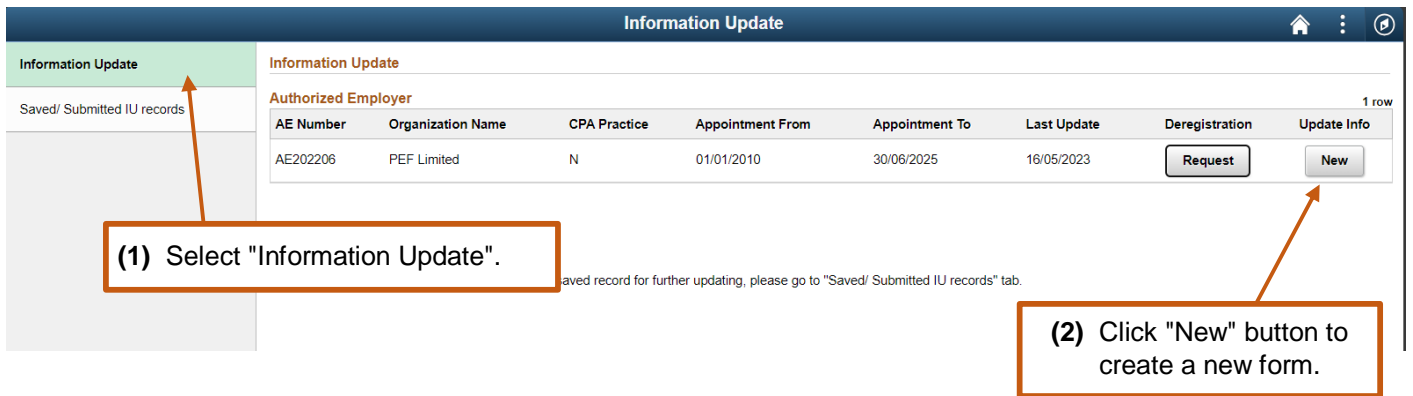 Information Update
Information Update
Saved/ Submitted IU records
Information Update
Authorized Employer
1 row
AE Number Organization Name CPA Practice Appointment From Appointment To Last Update Deregistration Update Info
AE202206 PEF Limited N 01/01/2010 30/06/2025 16/05/2023 Request New
(1) Select "Information Update".
saved record for further updating, please go to "Saved/ Submitted IU records" tab.
(2) Click "New" button to
create a new form.